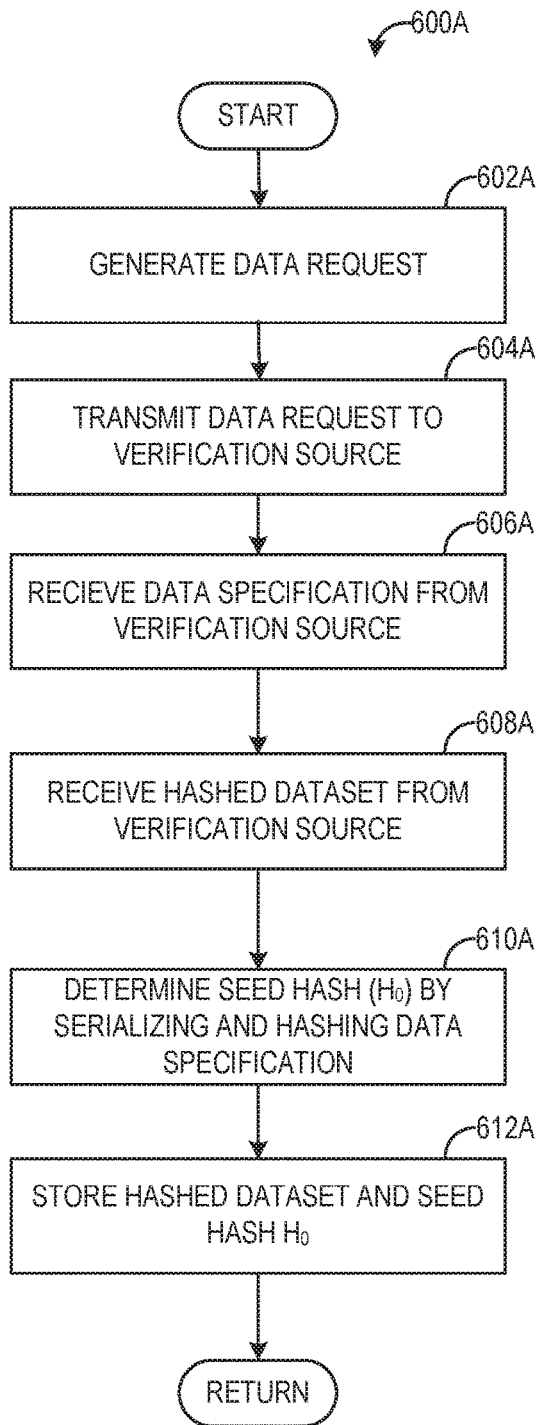 600A
START
602A
GENERATE DATA REQUEST
604A
TRANSMIT DATA REQUEST TO
VERIFICATION SOURCE
606A
RECIEVE DATA SPECIFICATION FROM
VERIFICATION SOURCE
608A
RECEIVE HASHED DATASET FROM
VERIFICATION SOURCE
610A
DETERMINE SEED HASH (H₀) BY
SERIALIZING AND HASHING DATA
SPECIFICATION
612A
STORE HASHED DATASET AND SEED
HASH H₀
RETURN